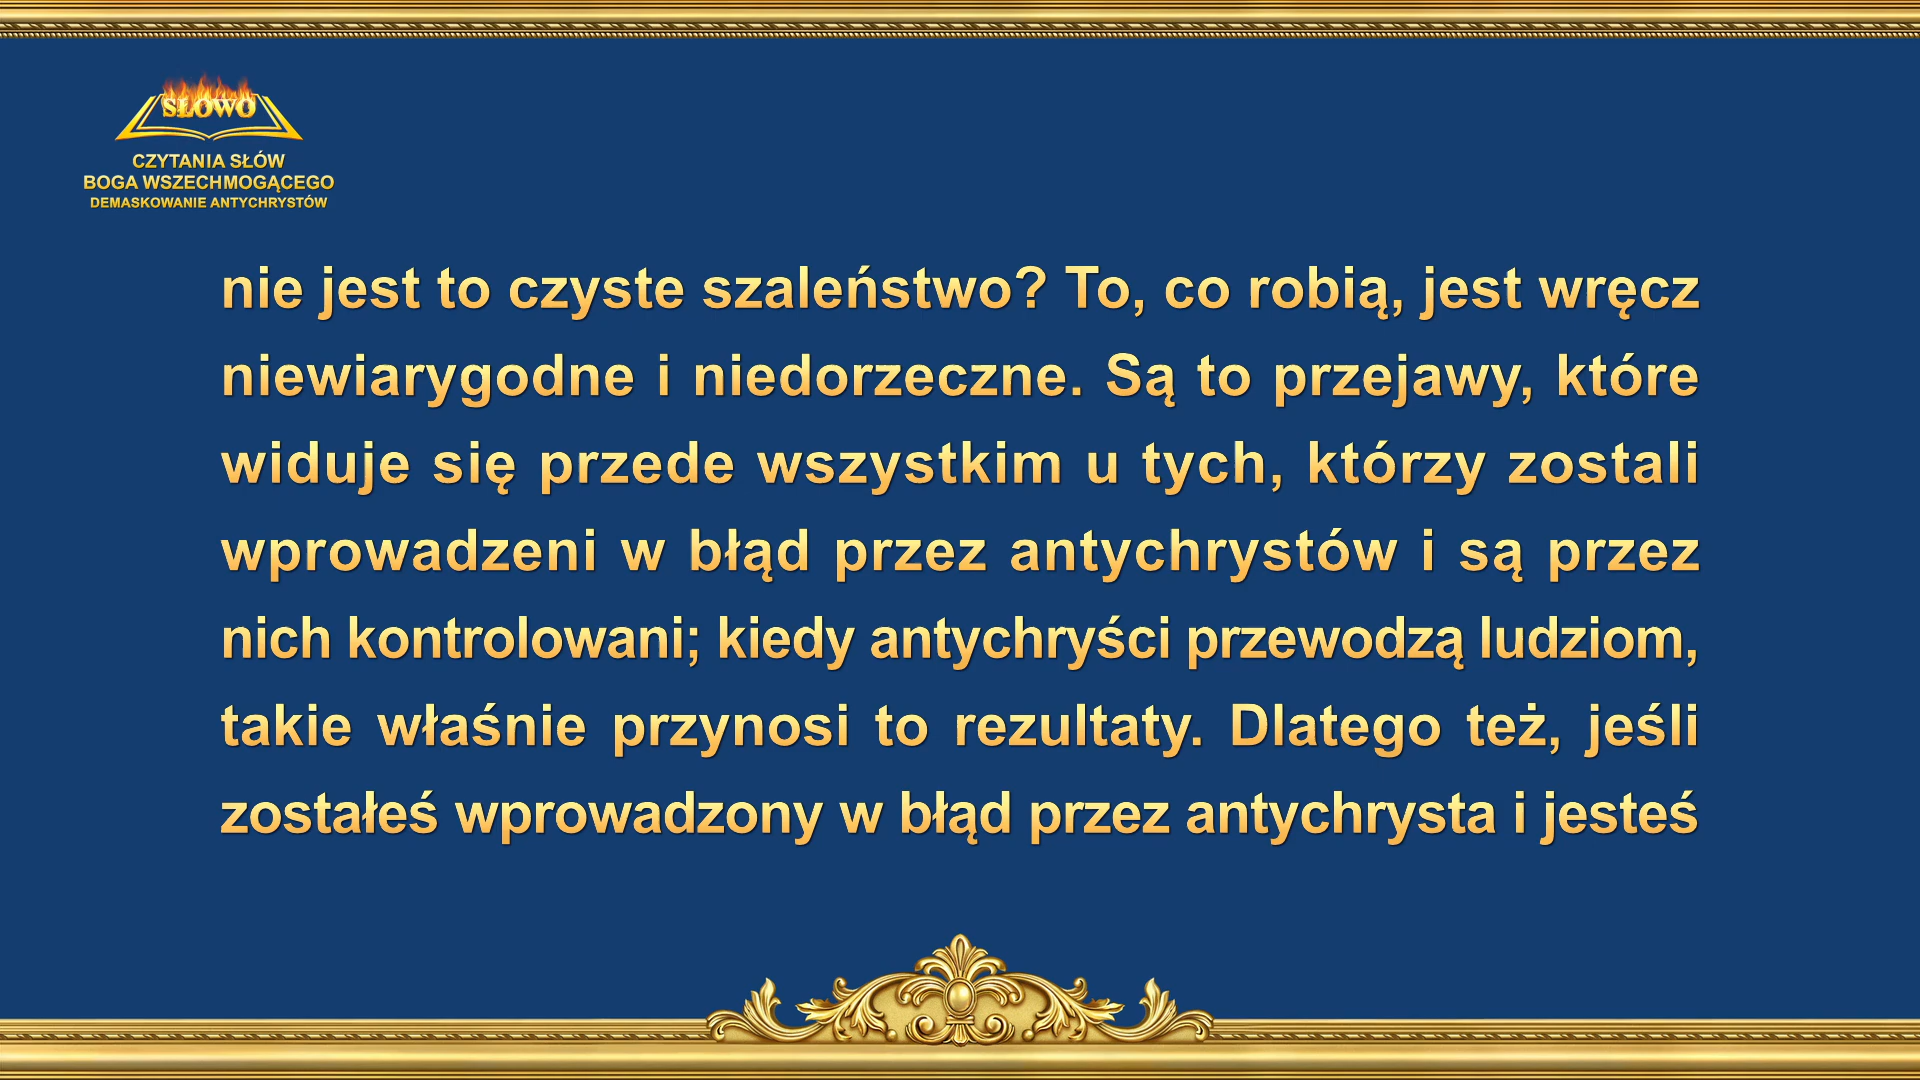 SŁOWO
CZYTANIA SŁÓW
BOGA WSZECHMOGĄCEGO
DEMASKOWANIE ANTYCHRYSTÓW
nie jest to czyste szaleństwo? To, co robią, jest wręcz
niewiarygodne i niedorzeczne. Są to przejawy, które
widuje się przede wszystkim u tych, którzy zostali
wprowadzeni w błąd przez antychrystów i są przez
nich kontrolowani; kiedy antychryści przewodzą ludziom,
takie właśnie przynosi to rezultaty. Dlatego też, jeśli
zostałeś wprowadzony w błąd przez antychrysta i jesteś